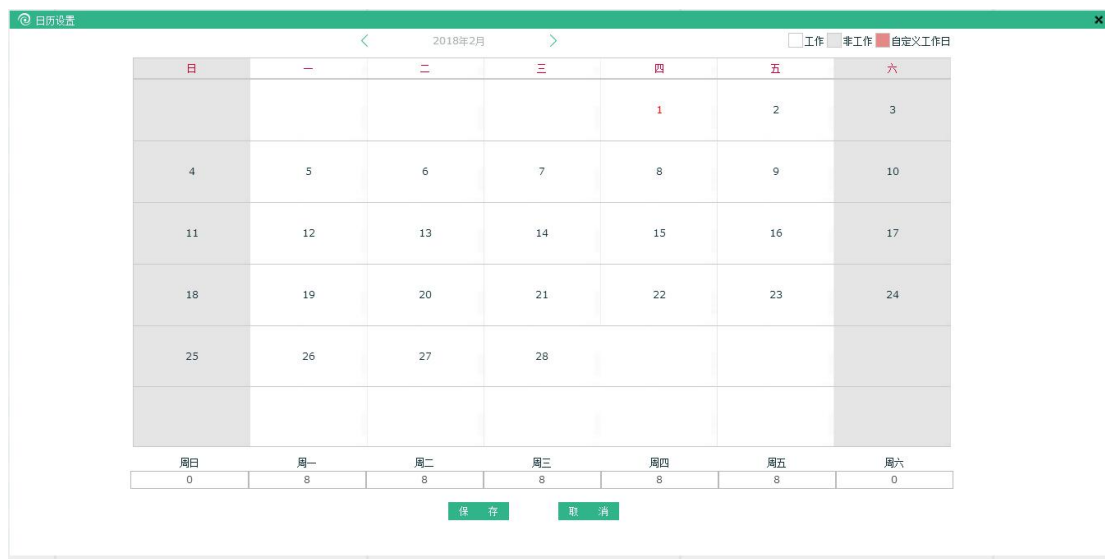 日历设置
2018年2月 工作 非工作 自定义工作日
日 一 二 三 四 五 六
1 2 3
4 5 6 7 8 9 10
11 12 13 14 15 16 17
18 19 20 21 22 23 24
25 26 27 28
周日 周一 周二 周三 周四 周五 周六
0 8 8 8 8 8 0
保 存 取 消